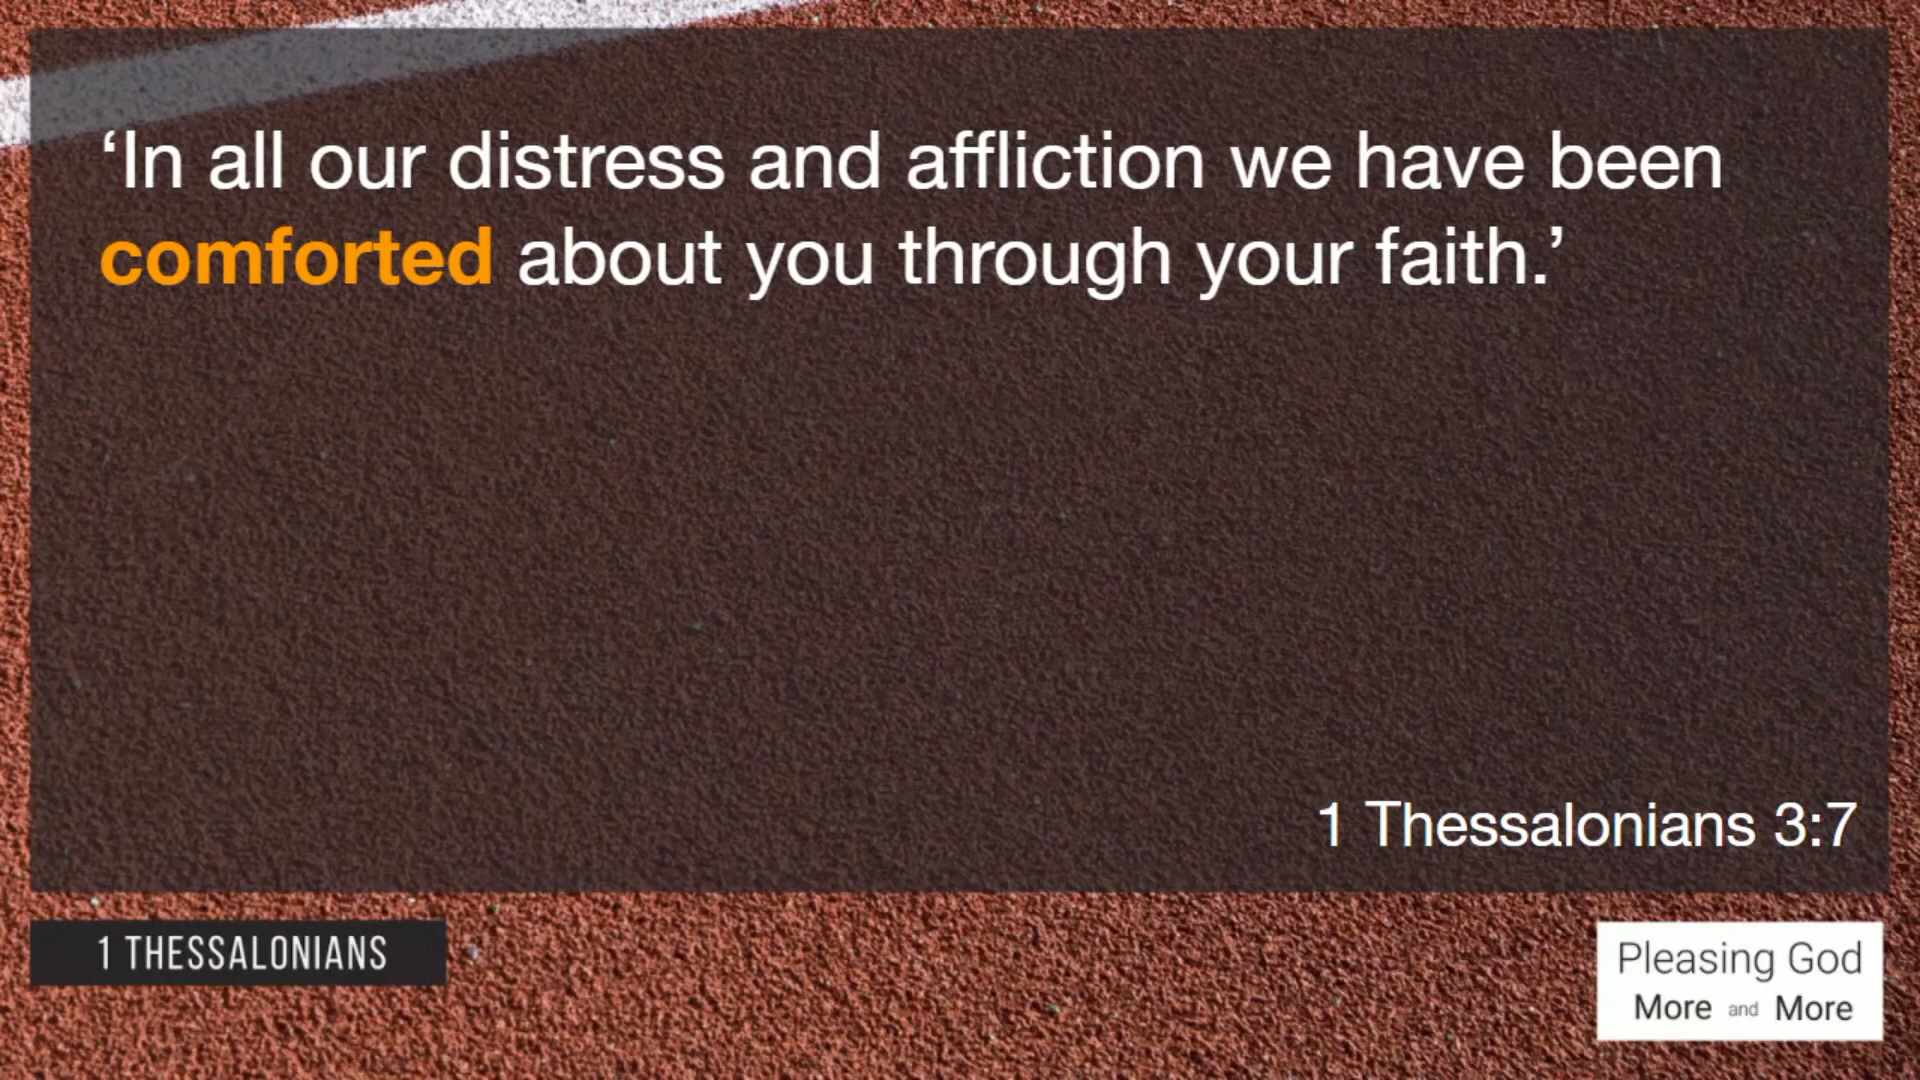 ‘In all our distress and affliction we have been
comforted about you through your faith.’
1 Thessalonians 3:7
1 THESSALONIANS
Pleasing God
More and More